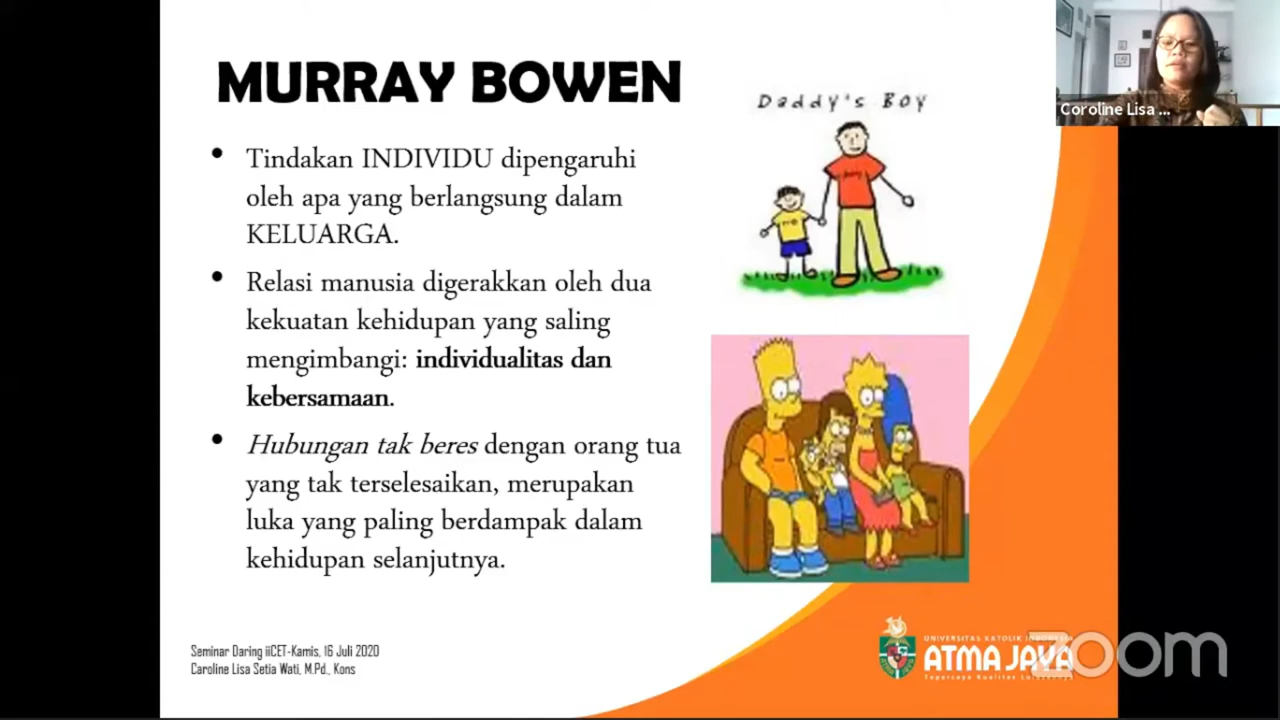 MURRAY BOWEN
Daddy's Boy
Coroline Lisa ...
• Tindakan INDIVIDU dipengaruhi
oleh apa yang berlangsung dalam
KELUARGA.
• Relasi manusia digerakkan oleh dua
kekuatan kehidupan yang saling
mengimbangi: individualitas dan
kebersamaan.
• Hubungan tak beres dengan orang tua
yang tak terselesaikan, merupakan
luka yang paling berdampak dalam
kehidupan selanjutnya.
Seminar Daring iiCET-Kamis, 16 Juli 2020
Caroline Lisa Setia Wati, M.Pd., Kons
UNIVERSITAS KATOLIK INDONESIA
ATMA JAYA
zoom